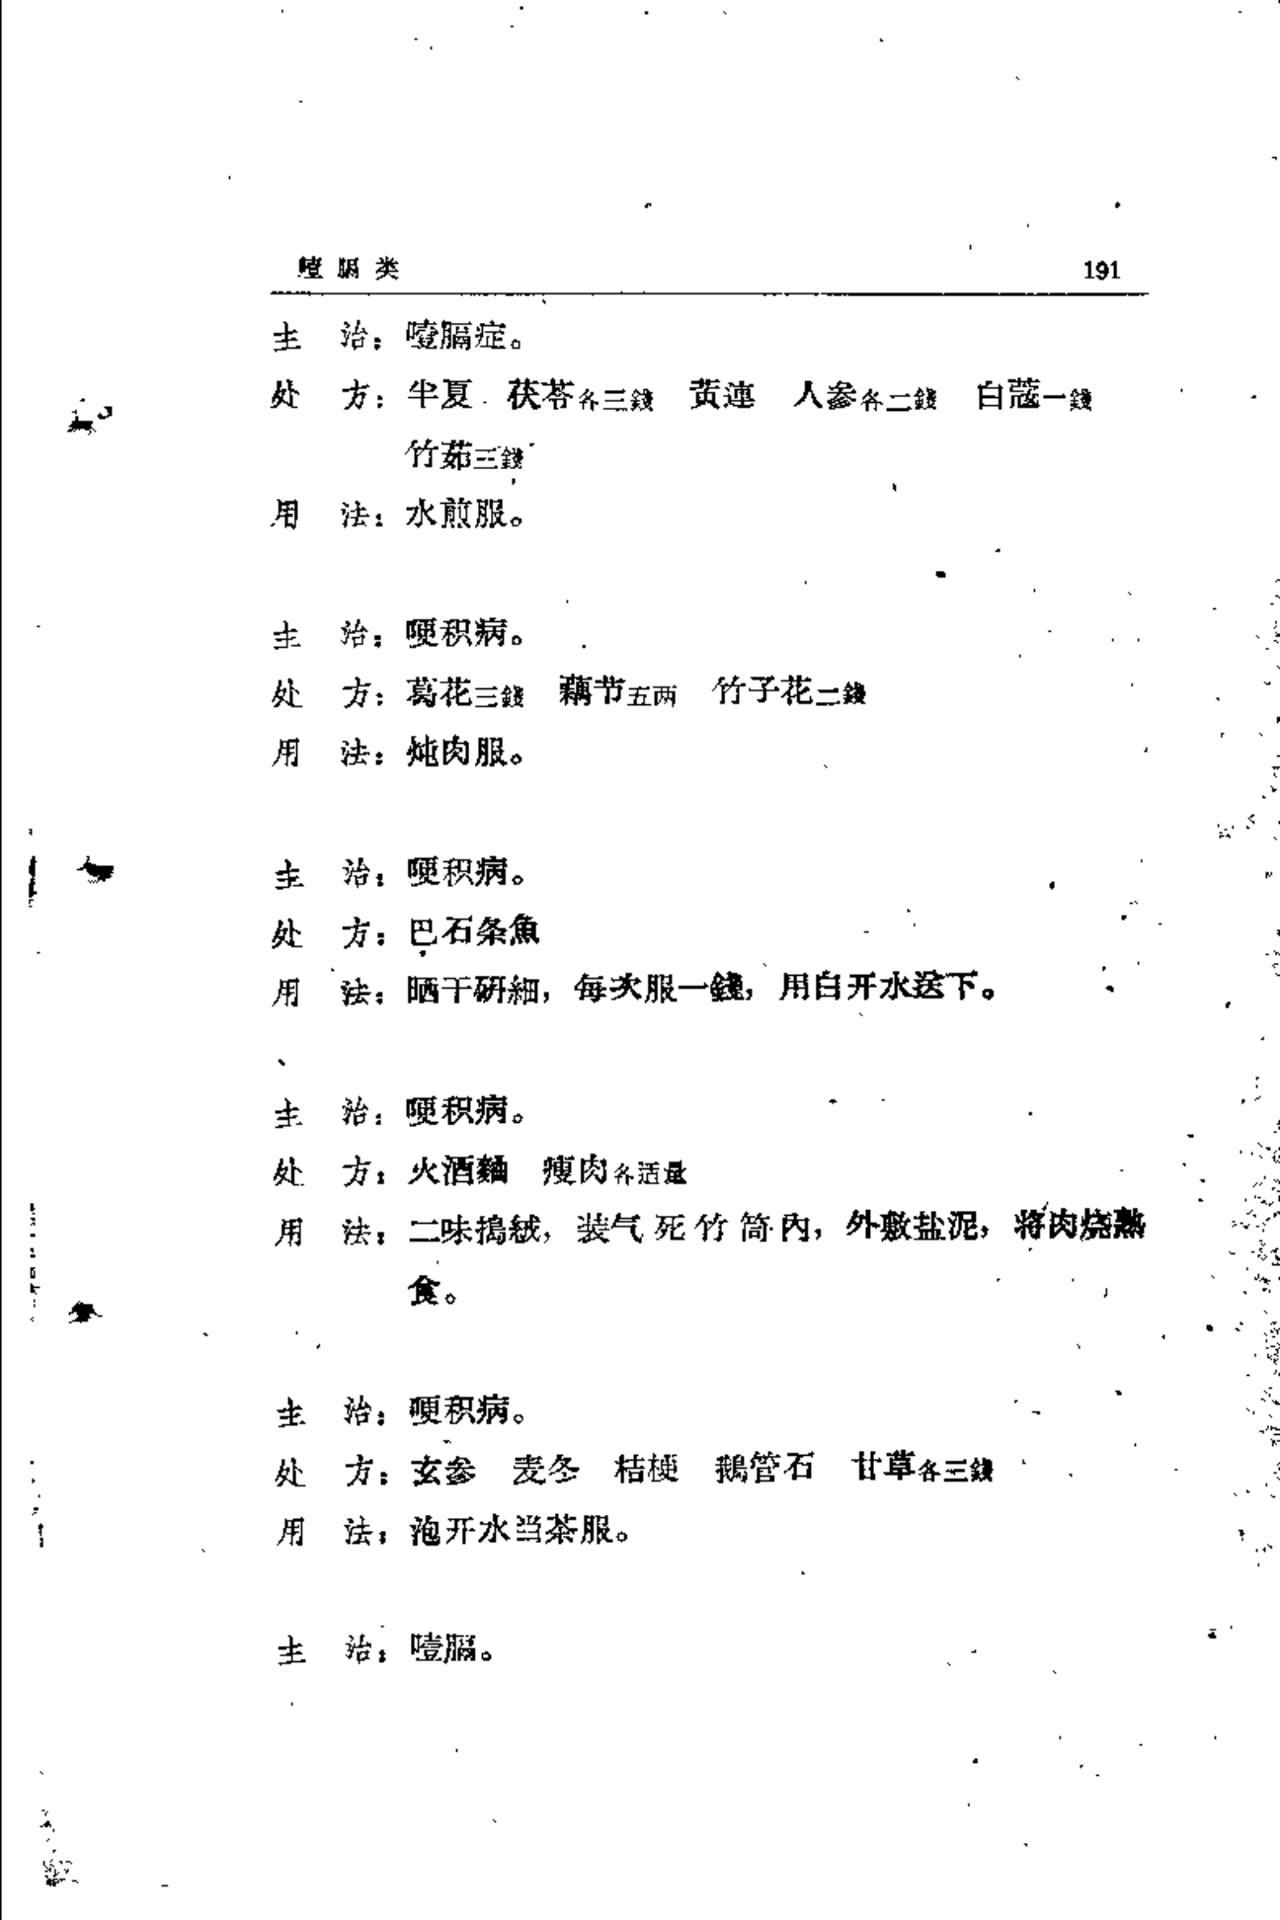 噎膈类 191
主 治：噎膈症。
处 方：半夏 茯苓各三錢 黄連 人参各二錢 白蔻一錢
竹茹三錢
用 法：水煎服。
主 治：哽积病。
处 方：葛花三錢 藕节五两 竹子花二錢
用 法：炖肉服。
主 治：哽积病。
处 方：巴石条魚
用 法：晒干研細，每次服一錢，用白开水送下。
主 治：哽积病。
处 方：火酒麯 瘦肉各适量
用 法：二味搗絨，装气死竹筒內，外敷盐泥，将肉烧熟
食。
主 治：哽积病。
处 方：玄参 麦冬 桔梗 鵝管石 甘草各三錢
用 法：泡开水当茶服。
主 治：噎膈。